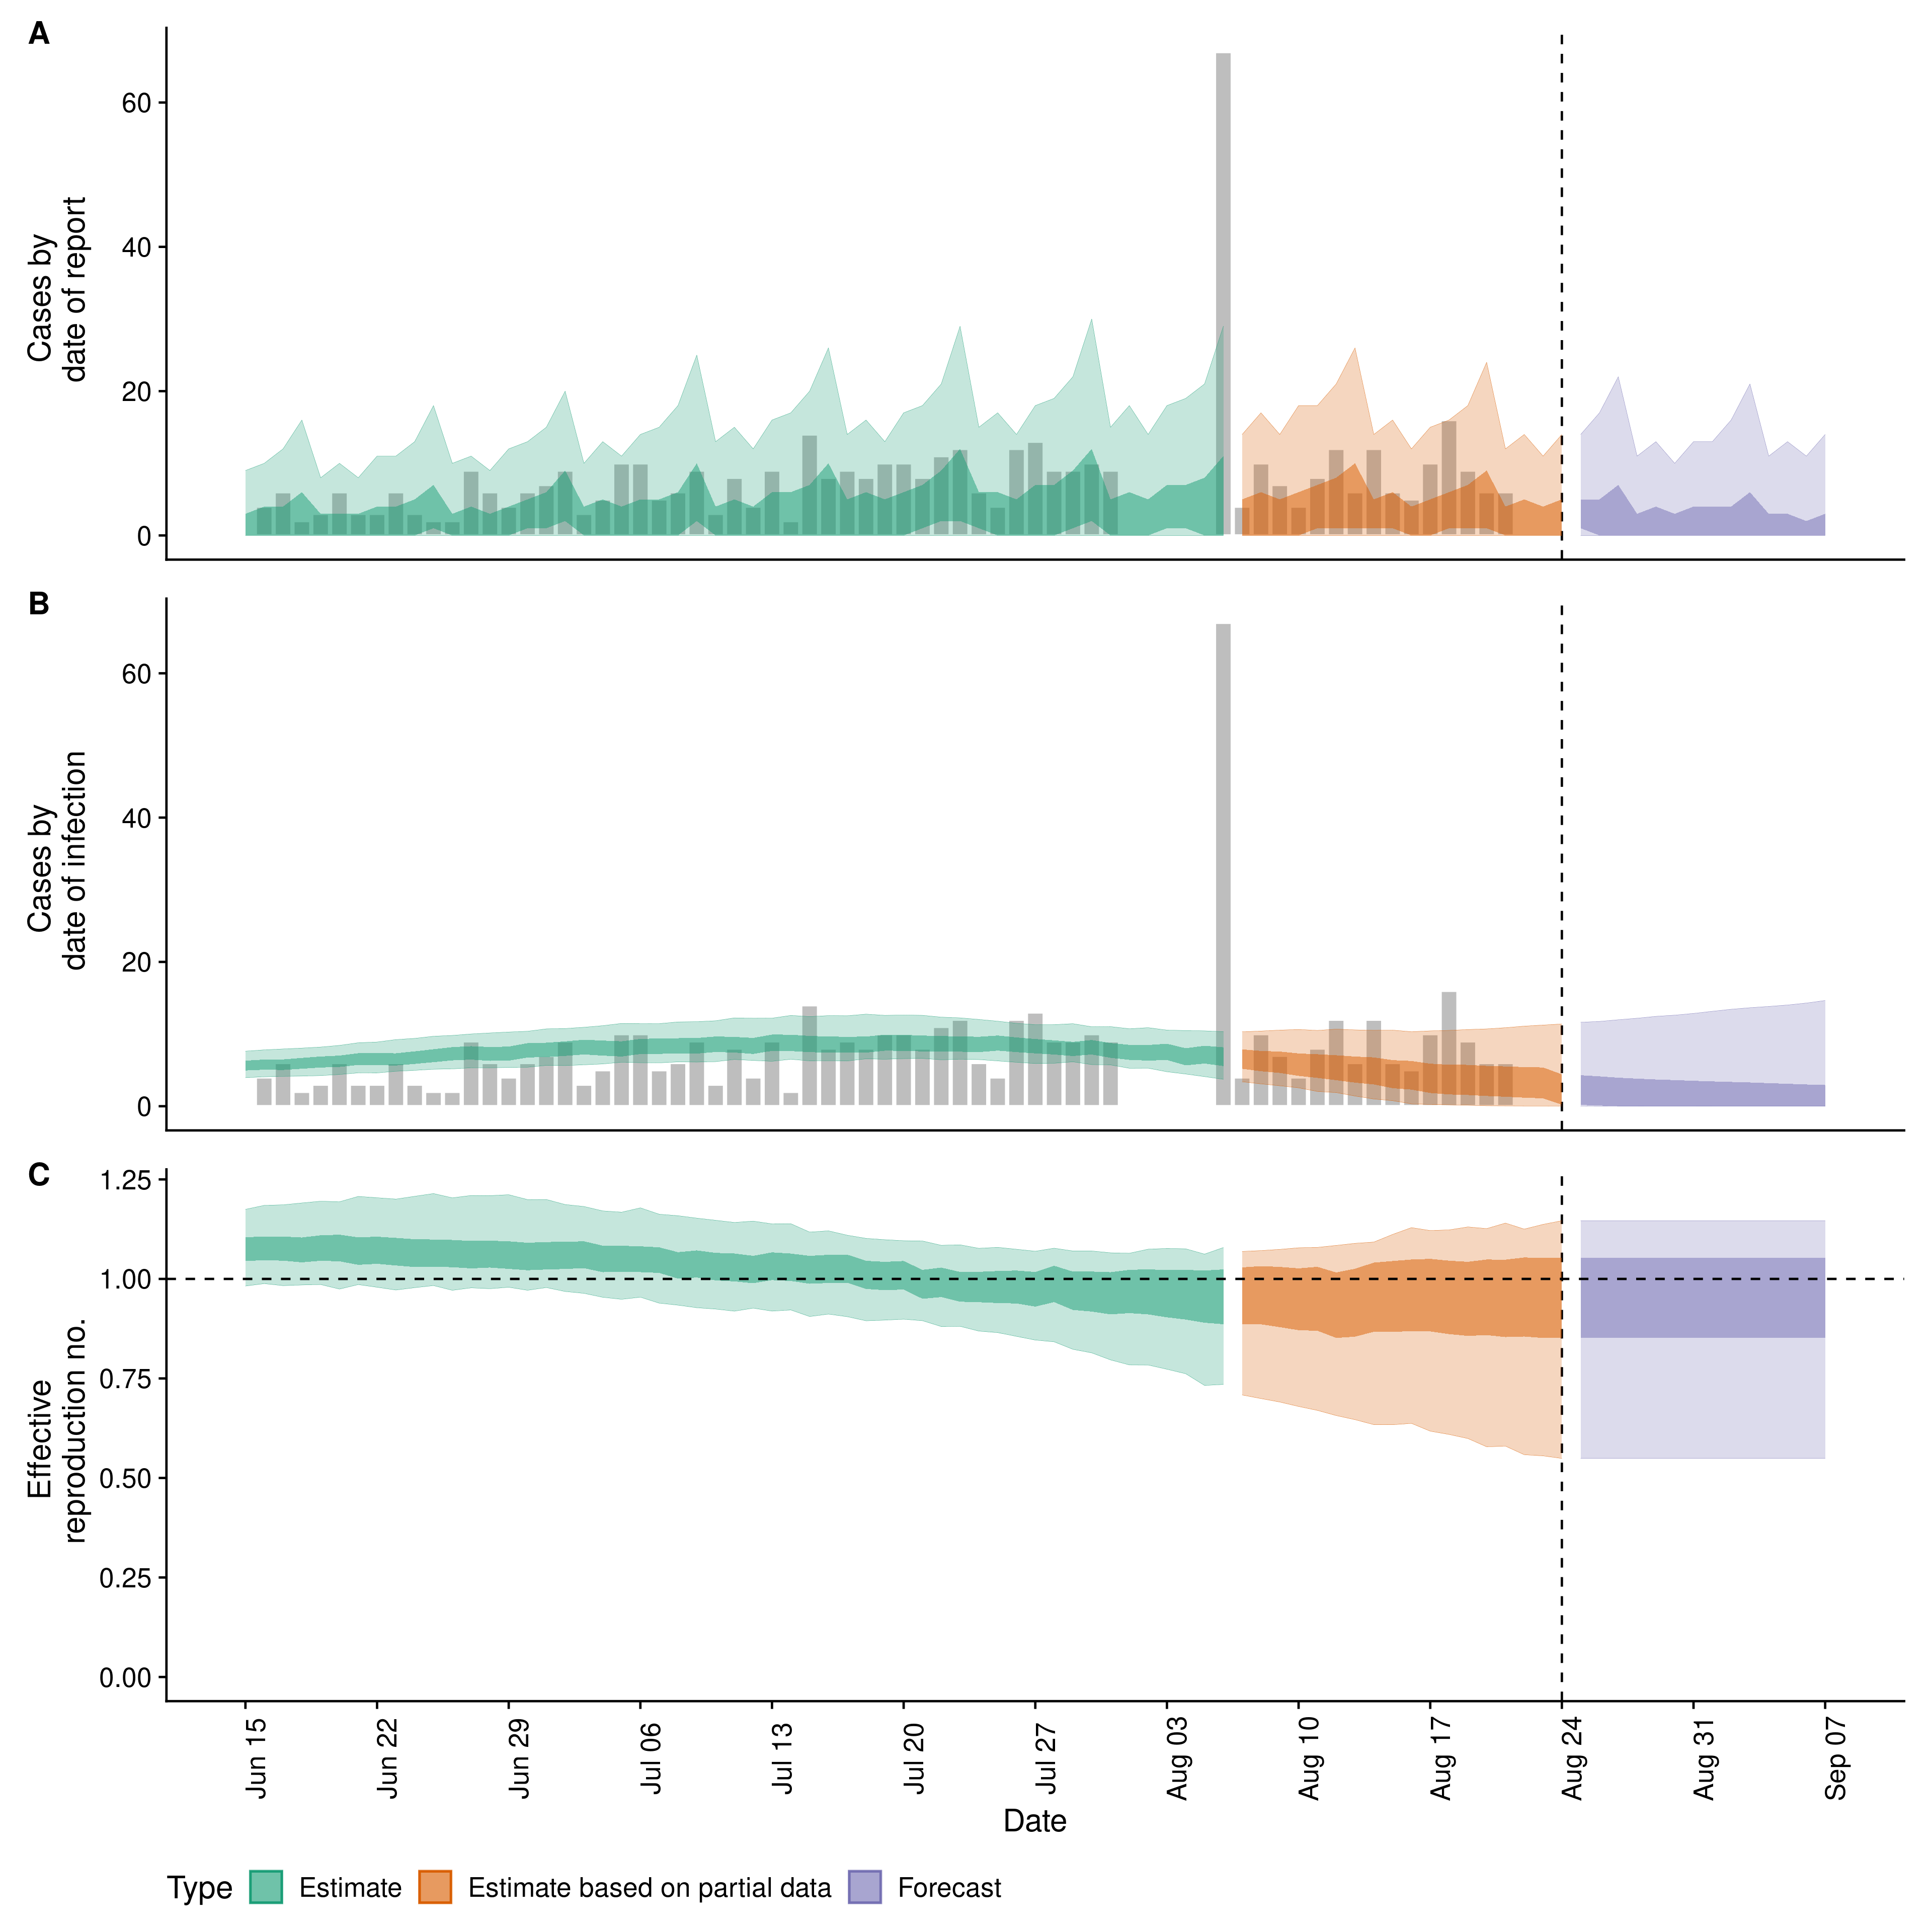 A
Cases by
date of report
60
40
20
0
B
Cases by
date of infection
60
40
20
0
C
Effective
reproduction no.
1.25
1.00
0.75
0.50
0.25
0.00
Jun 15
Jun 22
Jun 29
Jul 06
Jul 13
Jul 20
Jul 27
Aug 03
Aug 10
Aug 17
Aug 24
Aug 31
Sep 07
Date
Type Estimate Estimate based on partial data Forecast